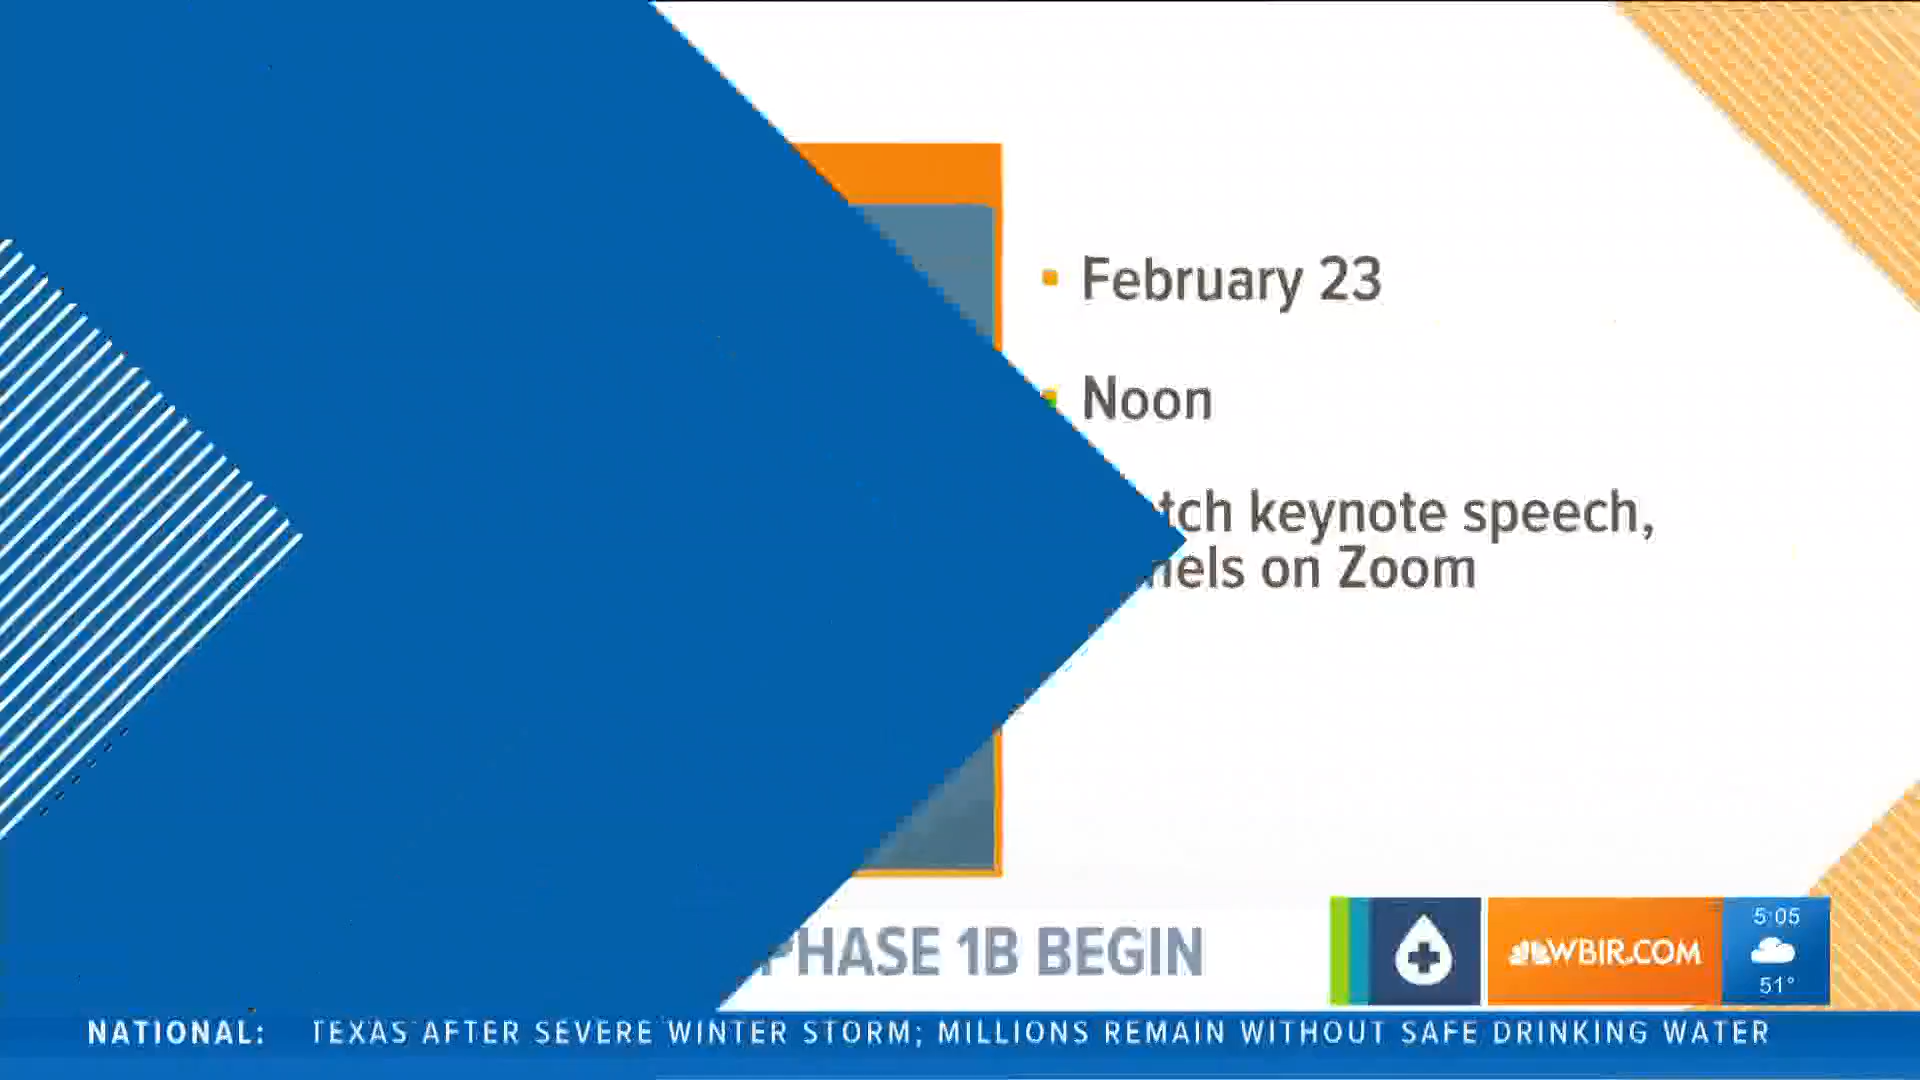 February 23
Noon
tch keynote speech,
nels on Zoom
PHASE 1B BEGIN
WBIR.COM
5:05
51°
NATIONAL: TEXAS AFTER SEVERE WINTER STORM; MILLIONS REMAIN WITHOUT SAFE DRINKING WATER